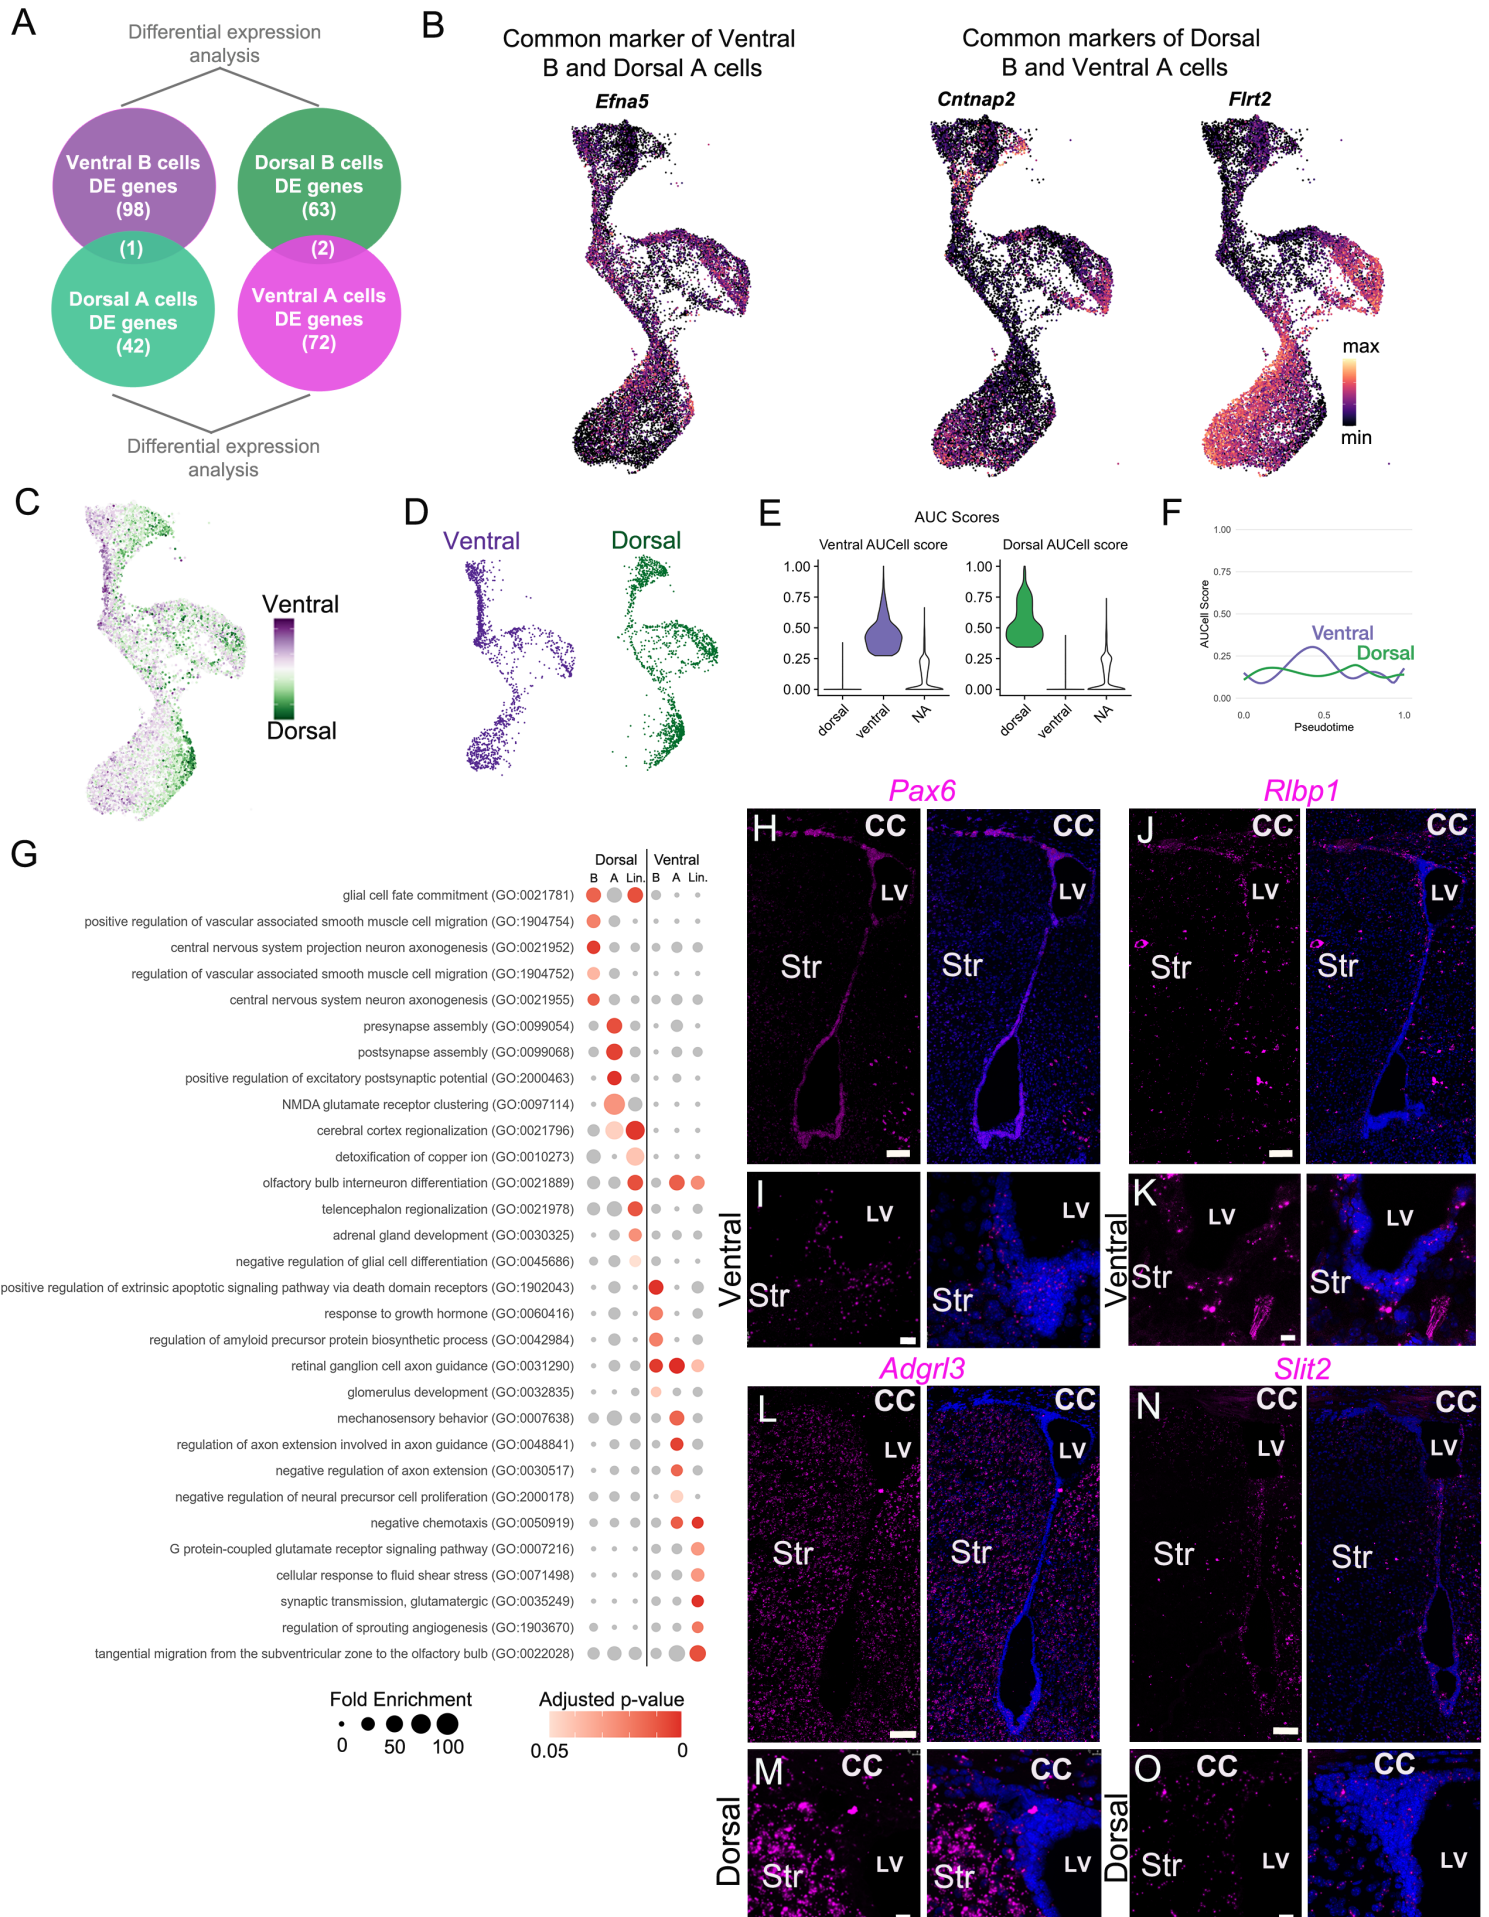 A
Differential expression
analysis
Ventral B cells
DE genes
(98)
Dorsal B cells
DE genes
(63)
(1)
(2)
Dorsal A cells
DE genes
(42)
Ventral A cells
DE genes
(72)
Differential expression
analysis
B
Common marker of Ventral
B and Dorsal A cells
Efna5
Common markers of Dorsal
B and Ventral A cells
Cntnap2
Flrt2
max
min
C
Ventral
Dorsal
D
Ventral
Dorsal
E
AUC Scores
Ventral AUCell score
1.00
0.75
0.50
0.25
0.00
dorsal
ventral
NA
Dorsal AUCell score
1.00
0.75
0.50
0.25
0.00
dorsal
ventral
NA
F
AUCell Score
1.00
0.75
0.50
0.25
0.00
Ventral
Dorsal
0.0
0.5
1.0
Pseudotime
G
Dorsal
Ventral
B A Lin. B A Lin.
glial cell fate commitment (GO:0021781)
positive regulation of vascular associated smooth muscle cell migration (GO:1904754)
central nervous system projection neuron axonogenesis (GO:0021952)
regulation of vascular associated smooth muscle cell migration (GO:1904752)
central nervous system neuron axonogenesis (GO:0021955)
presynapse assembly (GO:0099054)
postsynapse assembly (GO:0099068)
positive regulation of excitatory postsynaptic potential (GO:2000463)
NMDA glutamate receptor clustering (GO:0097114)
cerebral cortex regionalization (GO:0021796)
detoxification of copper ion (GO:0010273)
olfactory bulb interneuron differentiation (GO:0021889)
telencephalon regionalization (GO:0021978)
adrenal gland development (GO:0030325)
negative regulation of glial cell differentiation (GO:0045686)
positive regulation of extrinsic apoptotic signaling pathway via death domain receptors (GO:1902043)
response to growth hormone (GO:0060416)
regulation of amyloid precursor protein biosynthetic process (GO:0042984)
retinal ganglion cell axon guidance (GO:0031290)
glomerulus development (GO:0032835)
mechanosensory behavior (GO:0007638)
regulation of axon extension involved in axon guidance (GO:0048841)
negative regulation of axon extension (GO:0030517)
negative regulation of neural precursor cell proliferation (GO:2000178)
negative chemotaxis (GO:0050919)
G protein-coupled glutamate receptor signaling pathway (GO:0007216)
cellular response to fluid shear stress (GO:0071498)
synaptic transmission, glutamatergic (GO:0035249)
regulation of sprouting angiogenesis (GO:1903670)
tangential migration from the subventricular zone to the olfactory bulb (GO:0022028)
Fold Enrichment
0 50 100
Adjusted p-value
0.05 0
Pax6
H
CC
LV
Str
CC
LV
Str
Ventral
I
LV
Str
LV
Str
Rlbp1
J
CC
LV
Str
CC
LV
Str
Ventral
K
LV
Str
LV
Str
Adgrl3
L
CC
LV
Str
CC
LV
Str
Dorsal
M
CC
LV
Str
CC
LV
Str
Slit2
N
CC
LV
Str
CC
LV
Str
Dorsal
O
CC
LV
Str
CC
LV